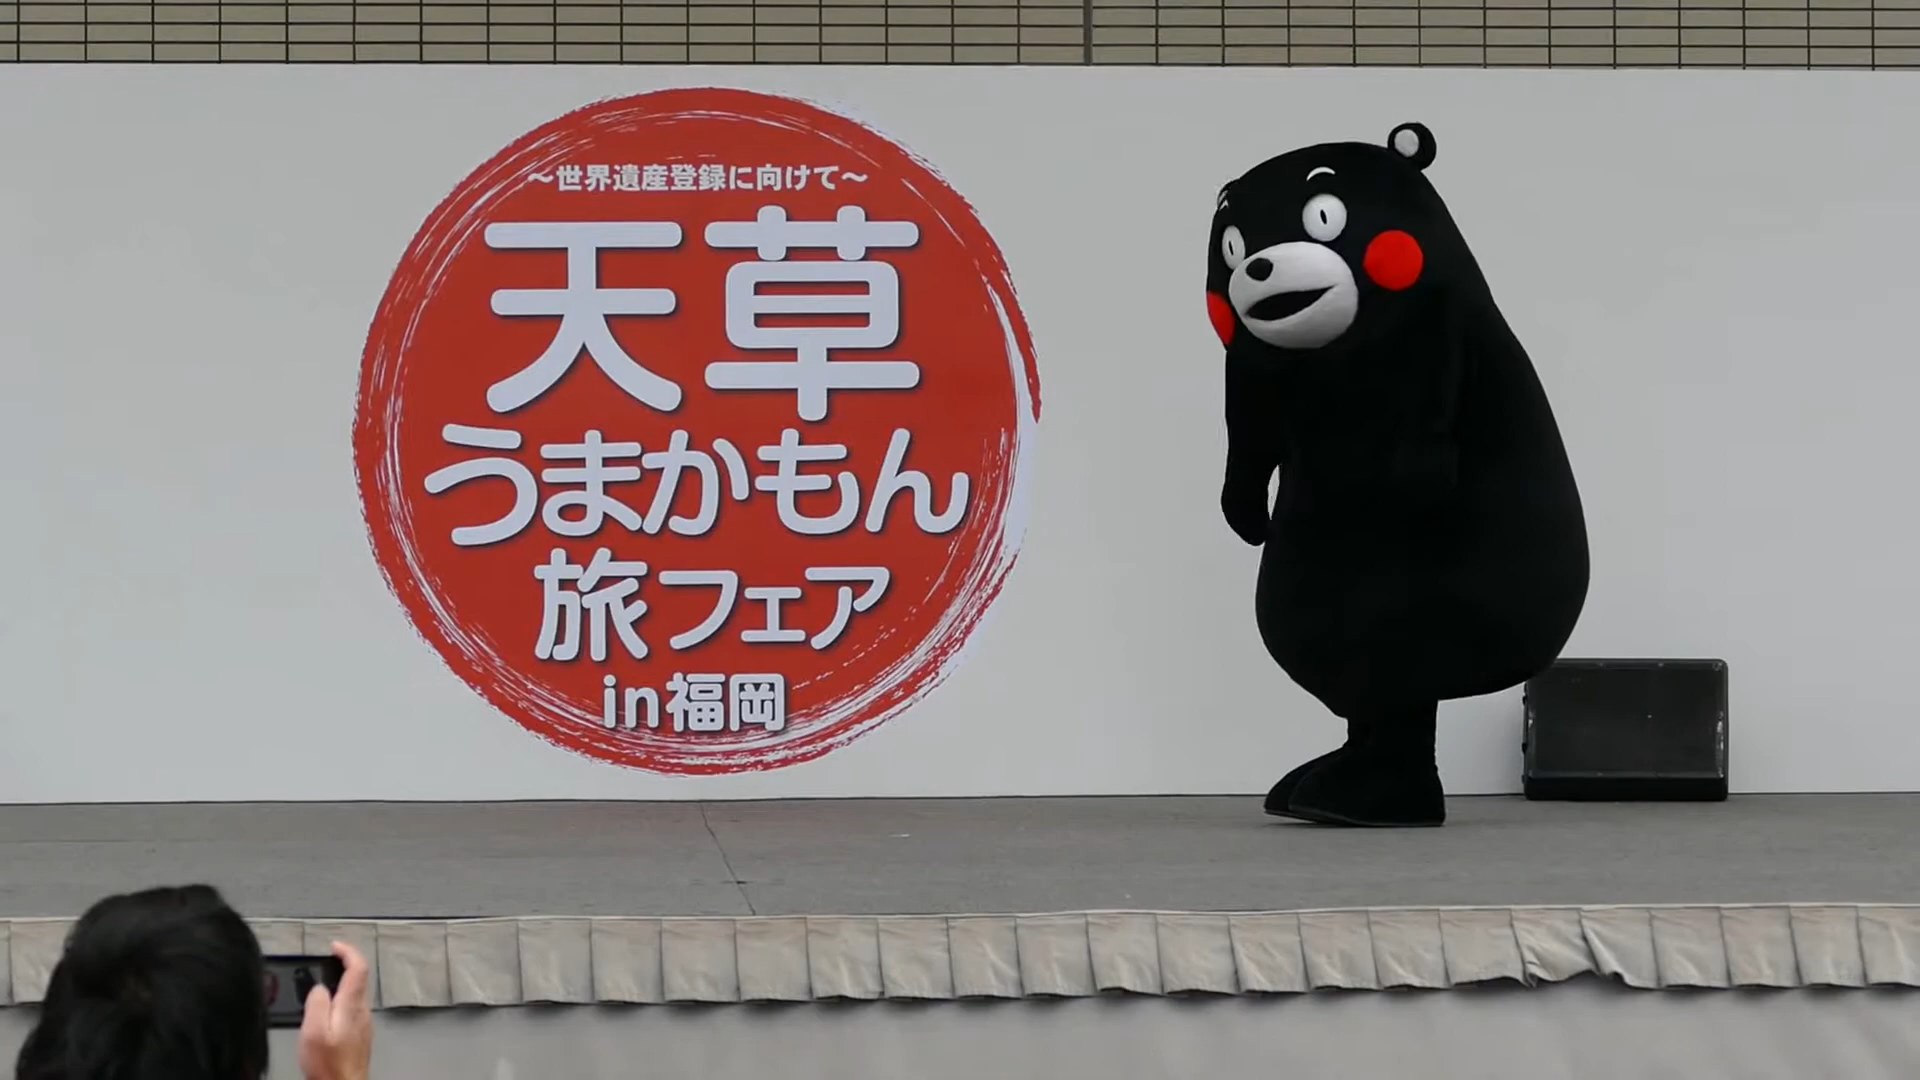 ～世界遺産登録に向けて～
天草
うまかもん
旅フェア
in福岡